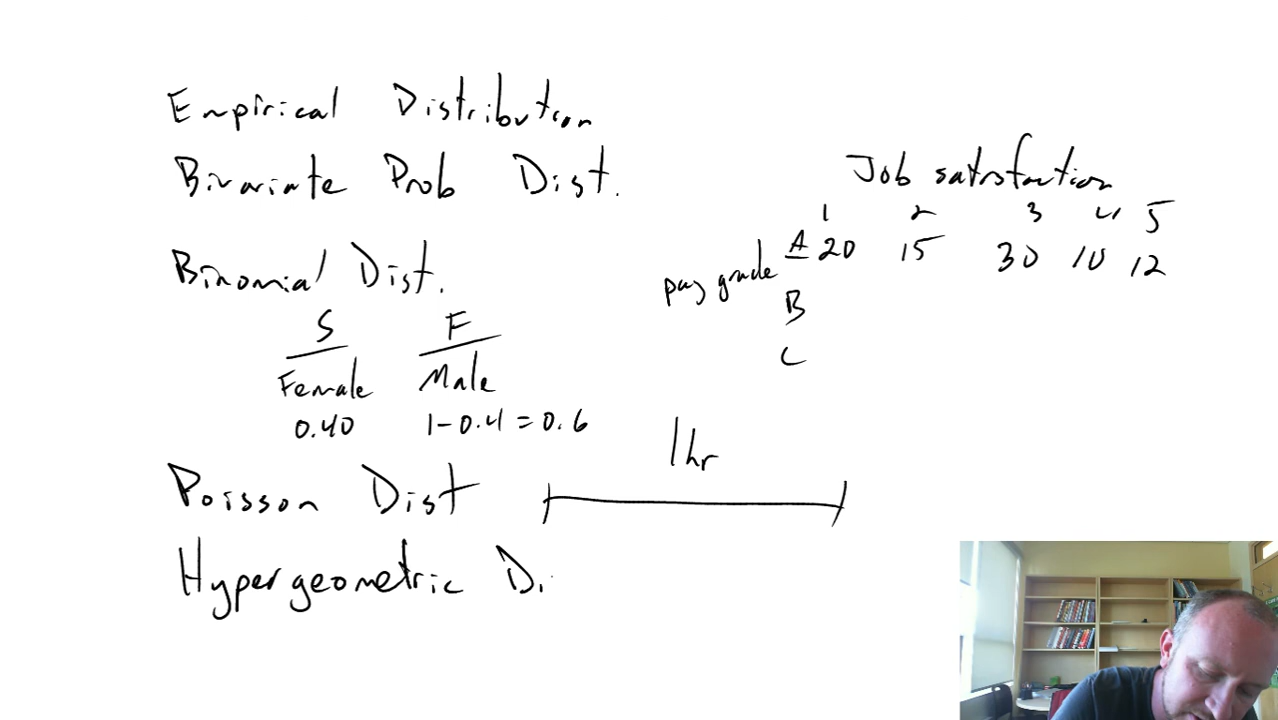 Empirical Distribution
Bivariate Prob Dist.
Job satisfaction
1 2 3 4 5
pay grade A 20 15 30 10 12
B
C
Binomial Dist.
S F
Female Male
0.40 1-0.4=0.6
1hr
Poisson Dist
Hypergeometric Di